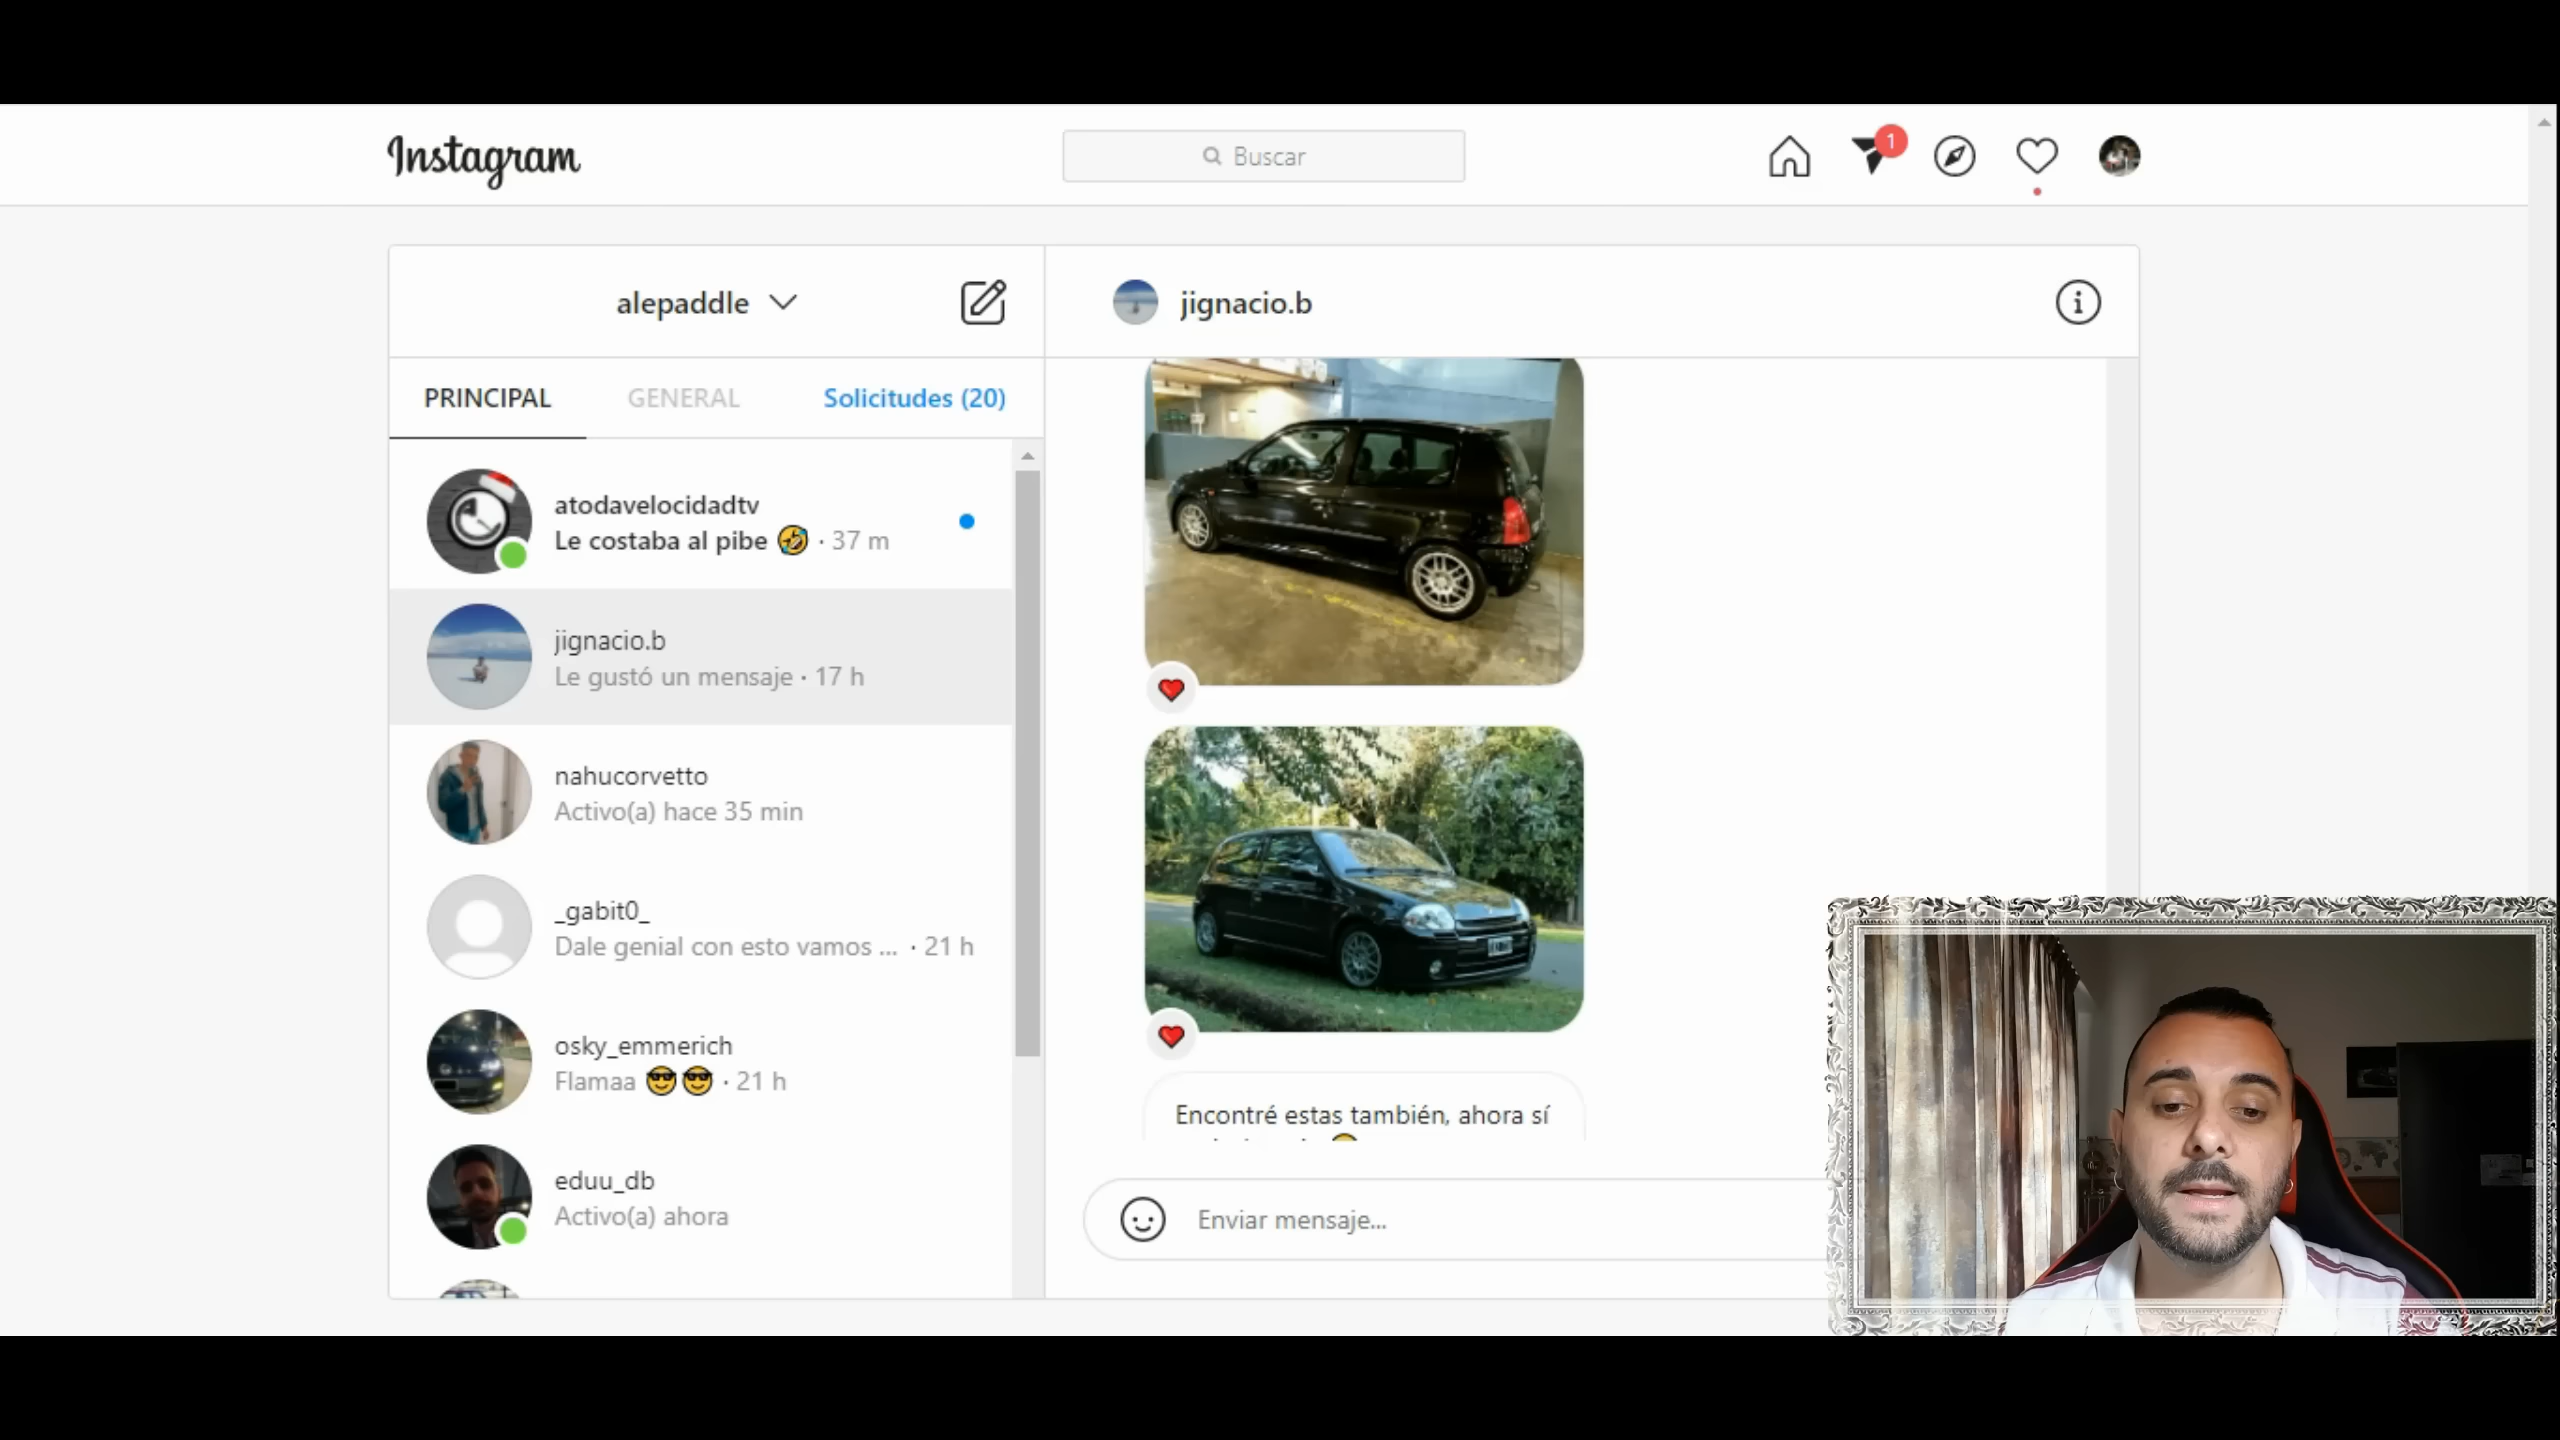 Instagram
Buscar
1
alepaddle
jignacio.b
PRINCIPAL
GENERAL
Solicitudes (20)
atodavelocidadtv
Le costaba al pibe 🤣 · 37 m
jignacio.b
Le gustó un mensaje · 17 h
nahucorvetto
Activo(a) hace 35 min
_gabit0_
Dale genial con esto vamos ... · 21 h
osky_emmerich
Flamaa 😎😎 · 21 h
eduu_db
Activo(a) ahora
Encontré estas también, ahora sí
Enviar mensaje...